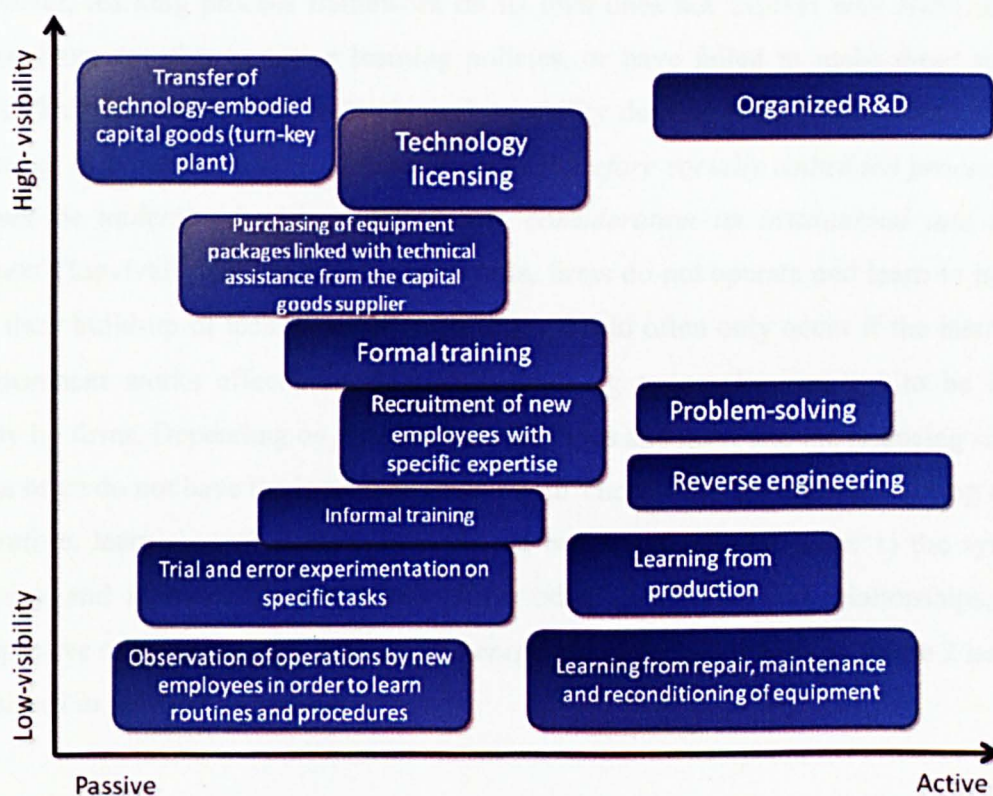 High- visibility
Transfer of
technology-embodied
capital goods (turn-key
plant)
Organized R&D
Technology
licensing
Purchasing of equipment
packages linked with technical
assistance from the capital
goods supplier
Formal training
Recruitment of new
employees with
specific expertise
Problem-solving
Reverse engineering
Informal training
Trial and error experimentation on
specific tasks
Learning from
production
Low-visibility
Observation of operations by new
employees in order to learn
routines and procedures
Learning from repair, maintenance
and reconditioning of equipment
Passive
Active